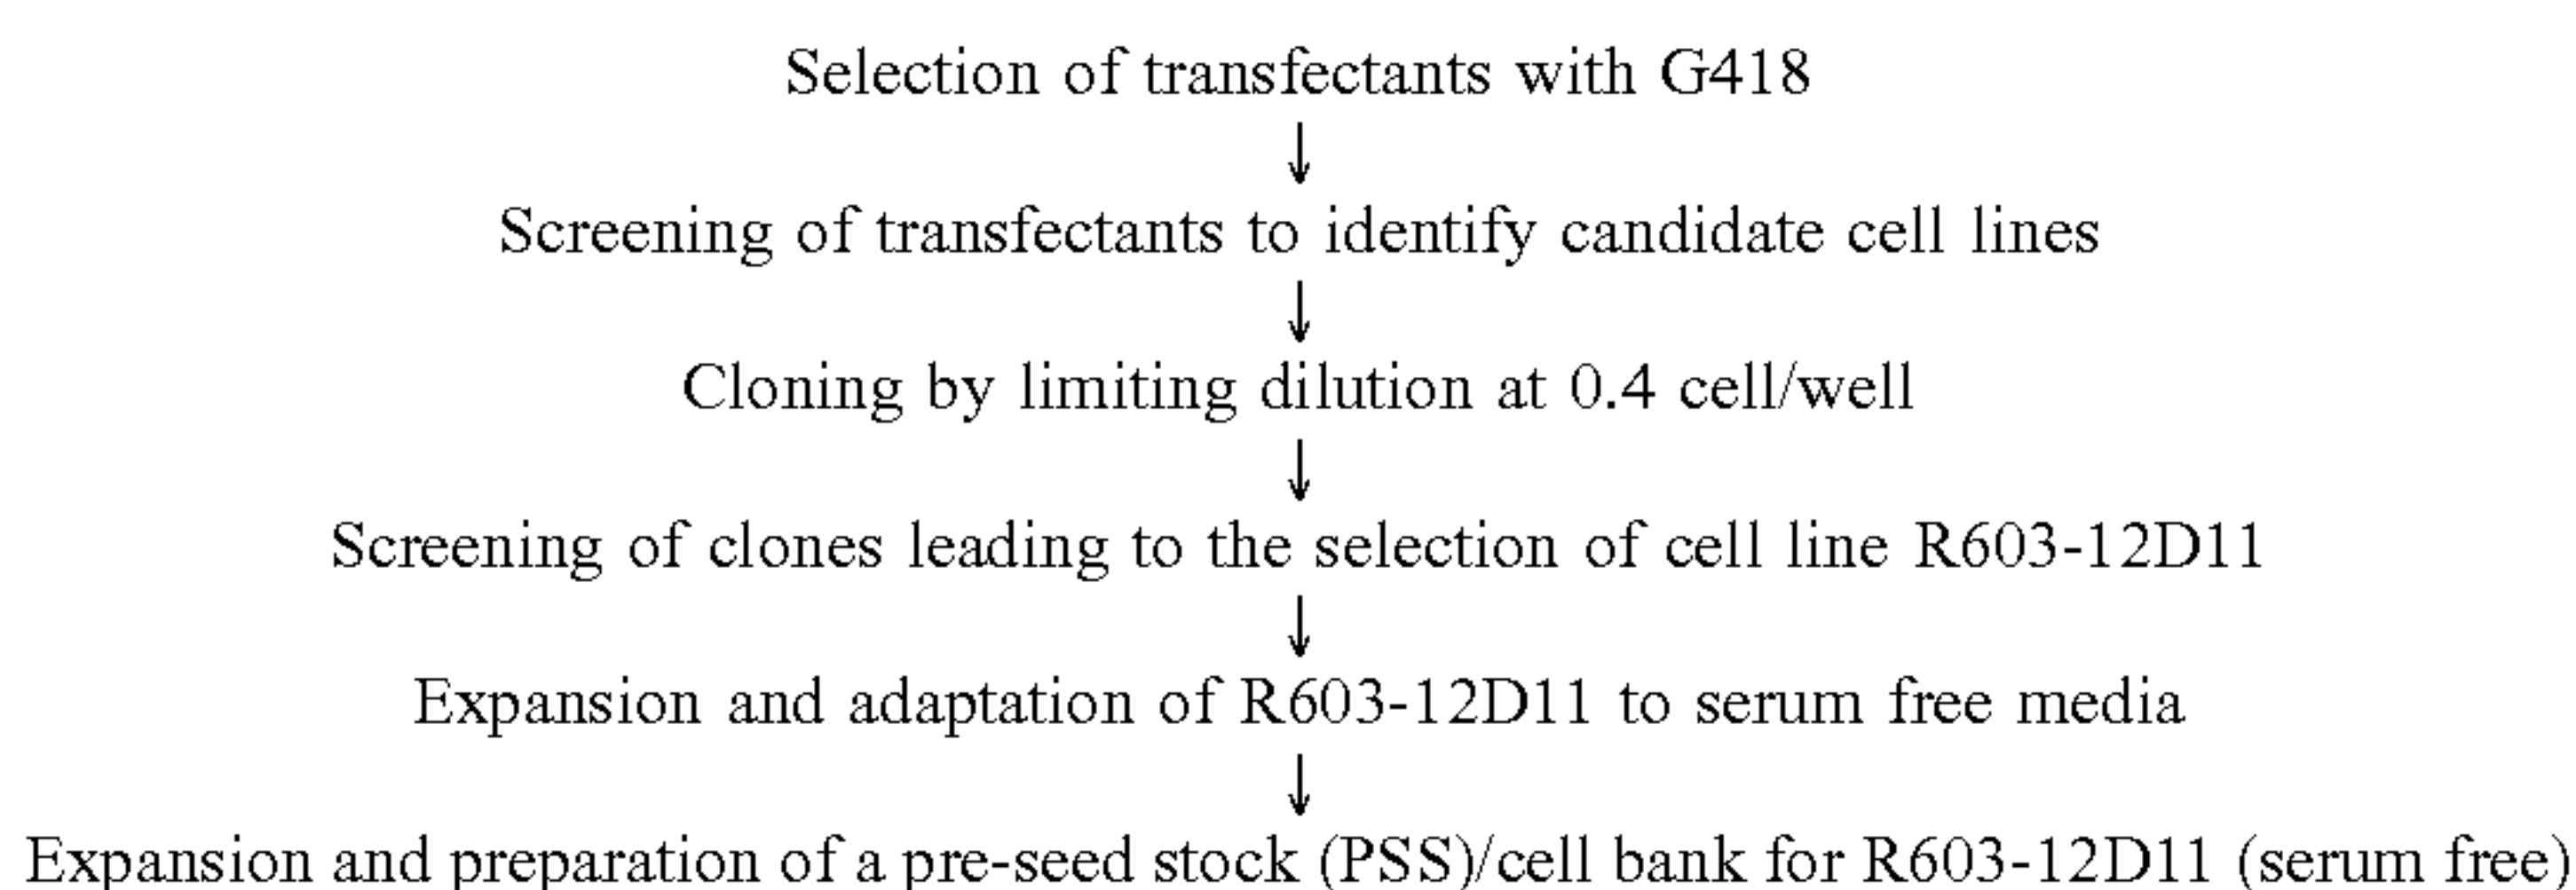 Selection of transfectants with G418
Screening of transfectants to identify candidate cell lines
Cloning by limiting dilution at 0.4 cell/well
Screening of clones leading to the selection of cell line R603-12D11
Expansion and adaptation of R603-12D11 to serum free media
Expansion and preparation of a pre-seed stock (PSS)/cell bank for R603-12D11 (serum free)